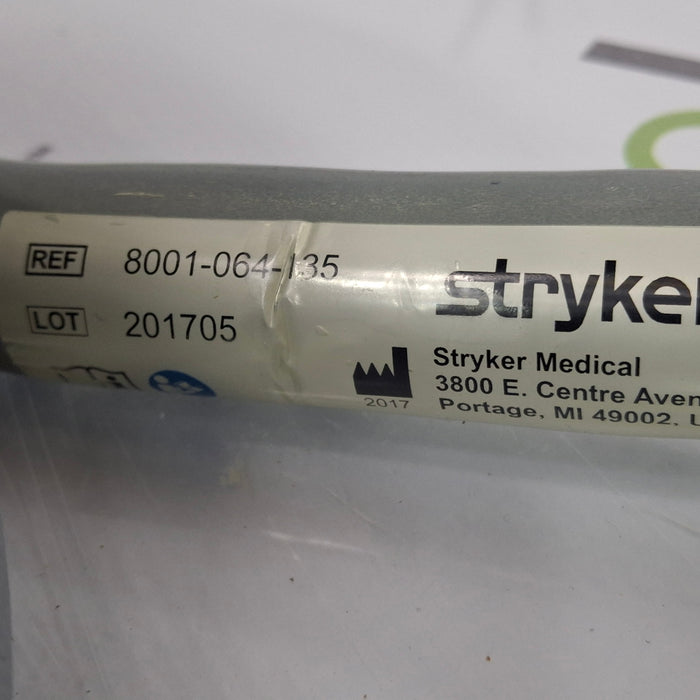 REF 8001-064-135
LOT 201705
stryker
Stryker Medical
3800 E. Centre Aven
Portage, MI 49002, U
2017